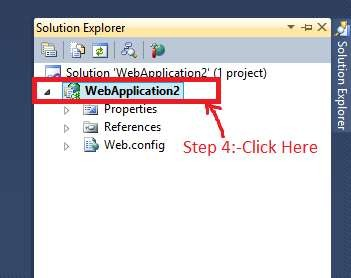 Solution Explorer
Solution 'WebApplication2' (1 project)
WebApplication2
Properties
References
Web.config
Step 4:-Click Here
Solution Explorer